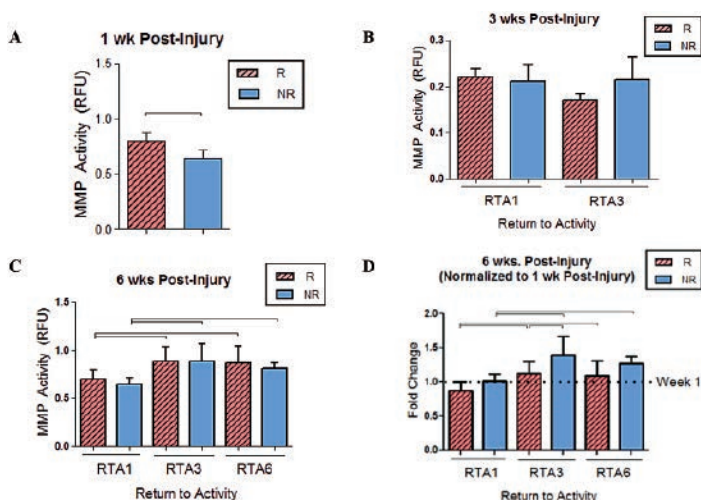 A
1 wk Post-Injury
R
NR
MMP Activity (RFU)
1.5
1.0
0.5
0.0
B
3 wks Post-Injury
R
NR
MMP Activity (RFU)
0.3
0.2
0.1
0.0
RTA1 RTA3
Return to Activity
C
6 wks Post-Injury
R
NR
MMP Activity (RFU)
1.5
1.0
0.5
0.0
RTA1 RTA3 RTA6
Return to Activity
D
6 wks. Post-Injury
(Normalized to 1 wk Post-Injury)
R
NR
Fold Change
2.0
1.5
1.0
0.5
0.0
Week 1
RTA1 RTA3 RTA6
Return to Activity